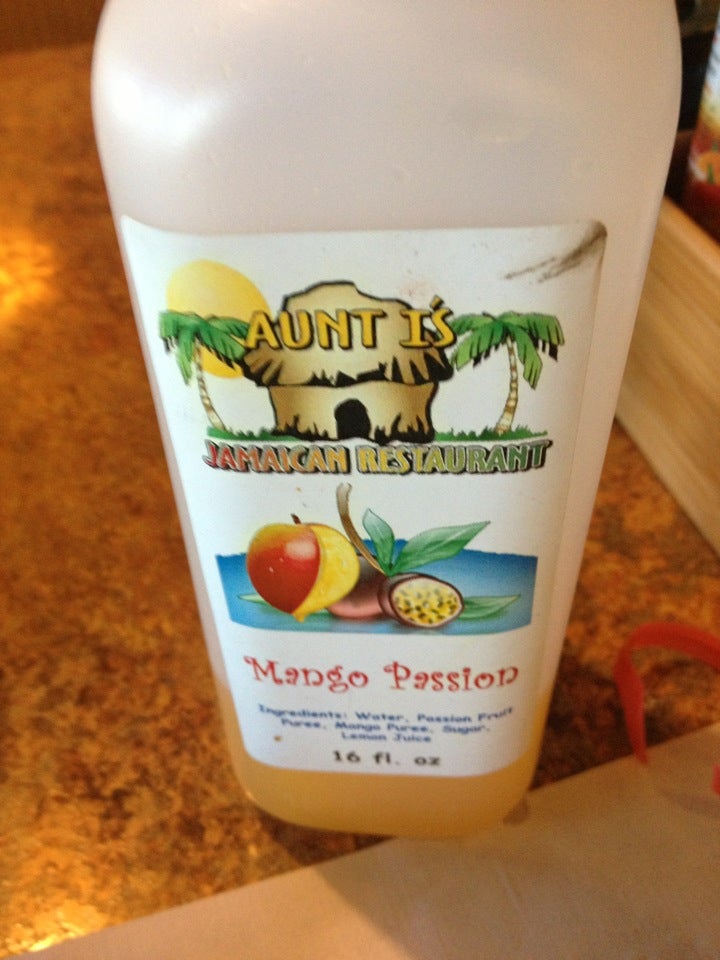 AUNT I'S
JAMAICAN RESTAURANT
Mango Passion
Ingredients: Water, Passion Fruit
Puree, Mango Puree, Sugar,
Lemon Juice
16 fl. oz